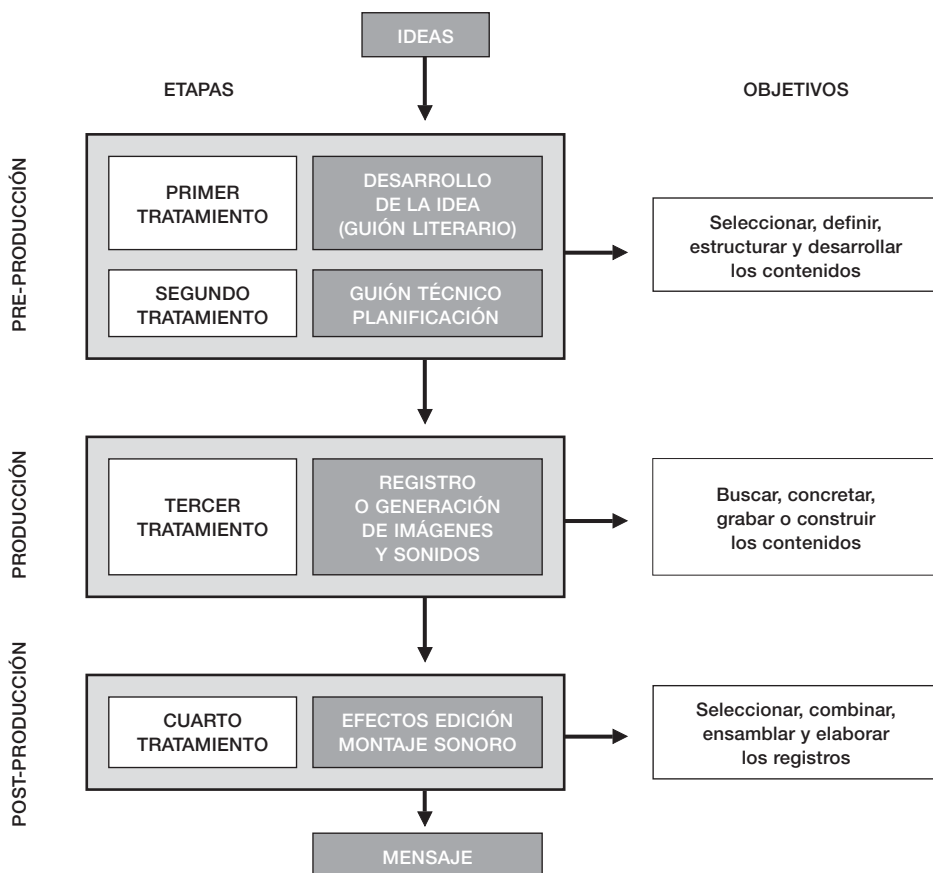 IDEAS
ETAPAS
OBJETIVOS
PRE-PRODUCCIÓN
PRIMER
TRATAMIENTO
DESARROLLO
DE LA IDEA
(GUIÓN LITERARIO)
SEGUNDO
TRATAMIENTO
GUIÓN TÉCNICO
PLANIFICACIÓN
Seleccionar, definir,
estructurar y desarrollar
los contenidos
PRODUCCIÓN
TERCER
TRATAMIENTO
REGISTRO
O GENERACIÓN
DE IMÁGENES
Y SONIDOS
Buscar, concretar,
grabar o construir
los contenidos
POST-PRODUCCIÓN
CUARTO
TRATAMIENTO
EFECTOS EDICIÓN
MONTAJE SONORO
Seleccionar, combinar,
ensamblar y elaborar
los registros
MENSAJE